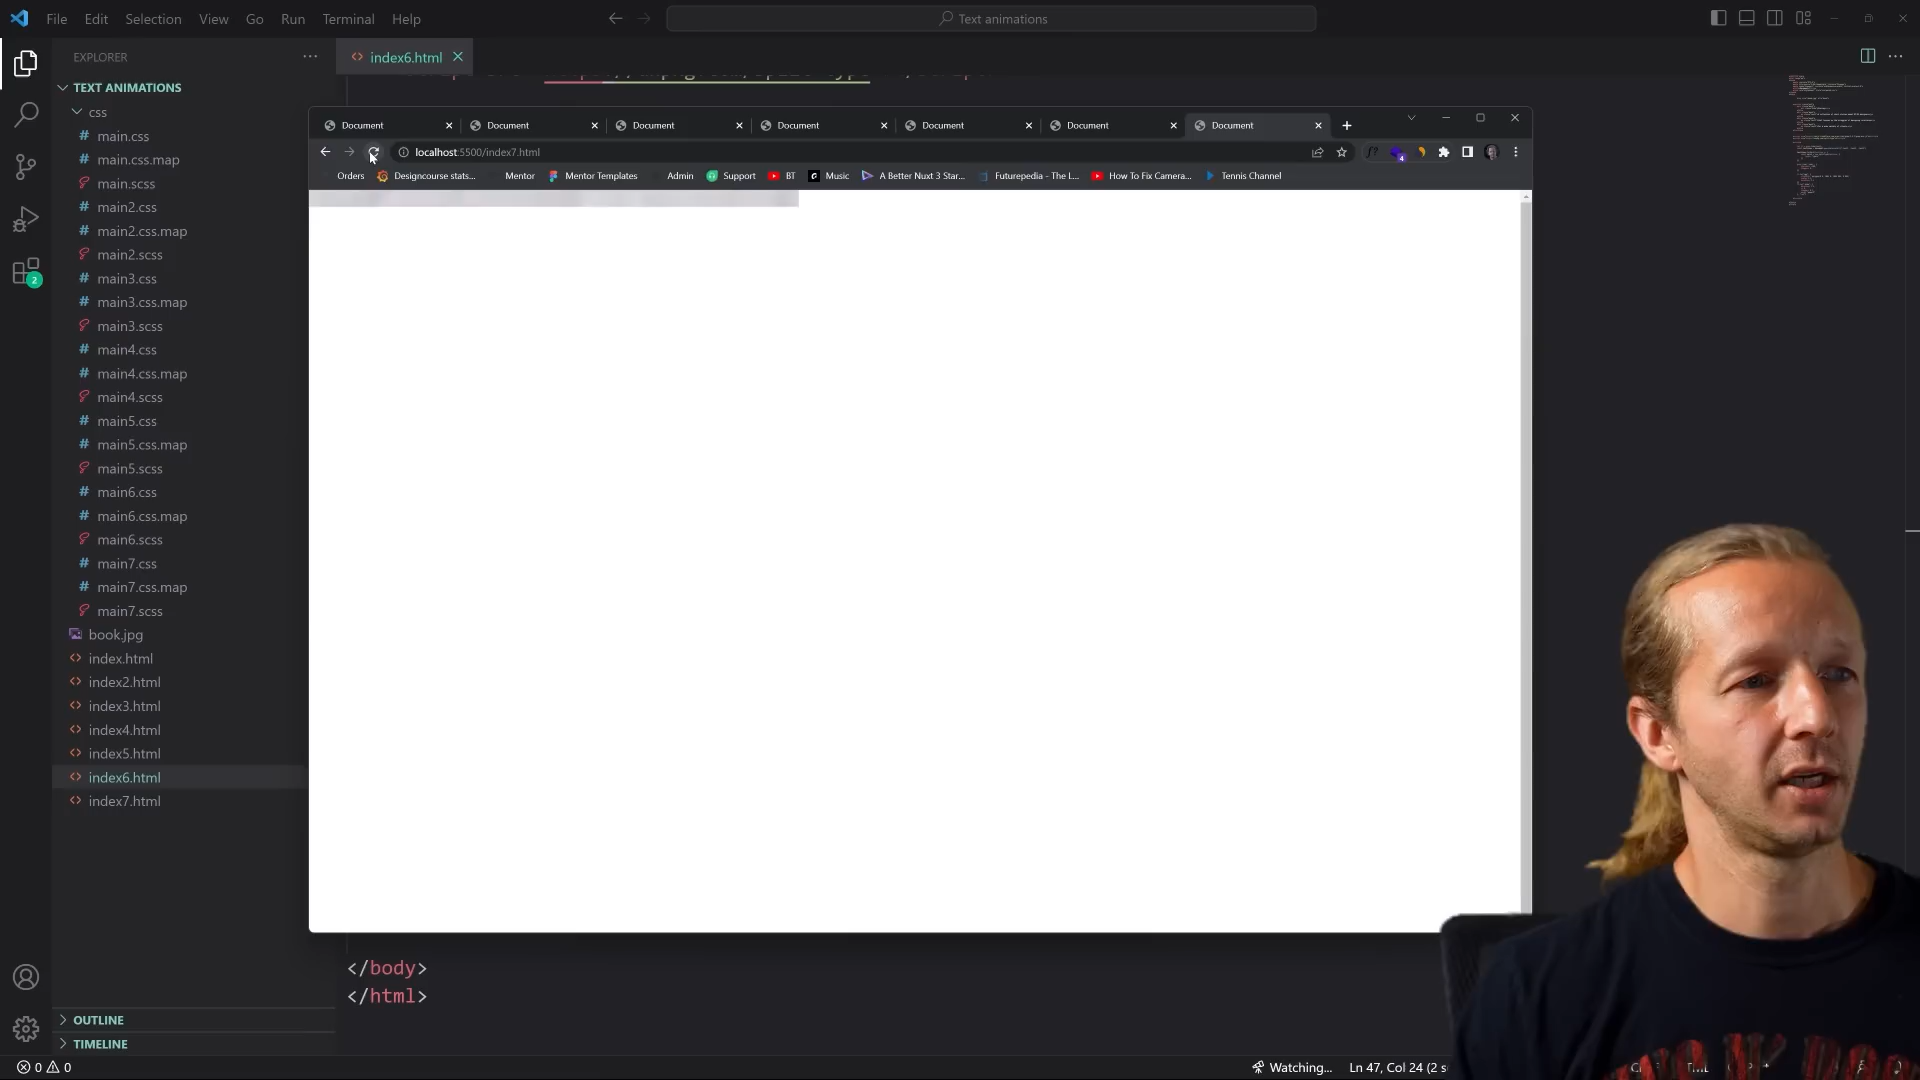 File Edit Selection View Go Run Terminal Help
Text animations
EXPLORER
index6.html
TEXT ANIMATIONS
css
main.css
main.css.map
main.scss
main2.css
main2.css.map
main2.scss
main3.css
main3.css.map
main3.scss
main4.css
main4.css.map
main4.scss
main5.css
main5.css.map
main5.scss
main6.css
main6.css.map
main6.scss
main7.css
main7.css.map
main7.scss
book.jpg
index.html
index2.html
index3.html
index4.html
index5.html
index6.html
index7.html
OUTLINE
TIMELINE
2
Document Document Document Document Document Document Document
localhost:5500/index7.html
4
Orders Designcourse stats... Mentor Mentor Templates Admin Support BT Music A Better Nuxt 3 Star... Futurepedia - The L... How To Fix Camera... Tennis Channel
</body>
</html>
0 0
Watching... Ln 47, Col 24